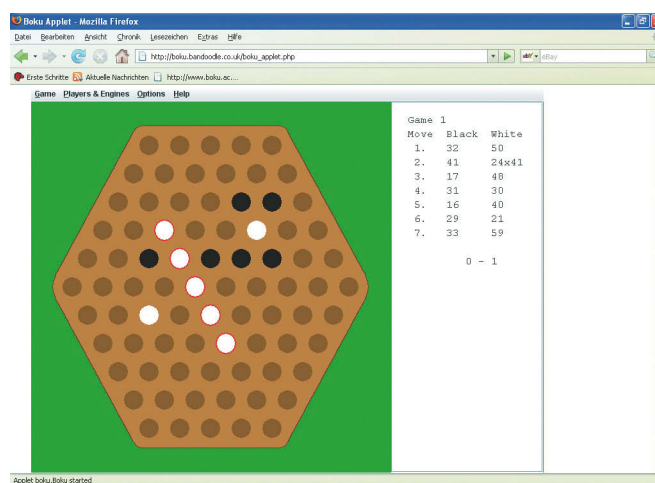 Boku Applet - Mozilla Firefox
Datei Bearbeiten Ansicht Chronik Lesezeichen Extras Hilfe
http://boku.bandoodle.co.uk/boku_applet.php
eBay
Erste Schritte Aktuelle Nachrichten http://www.boku.ac....
Game Players & Engines Options Help
Game 1
Move Black White
1. 32 50
2. 41 24x41
3. 17 48
4. 31 30
5. 16 40
6. 29 21
7. 33 59
0 - 1
Applet boku.Boku started